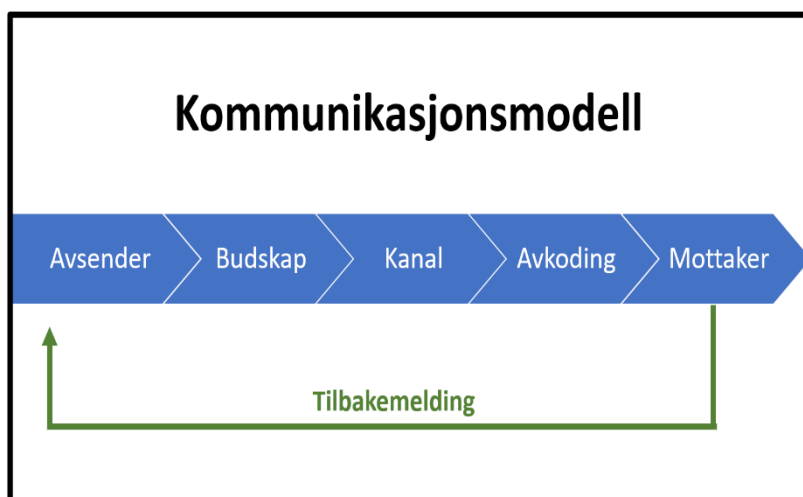 Kommunikasjonsmodell
Avsender Budskap Kanal Avkoding Mottaker
Tilbakemelding